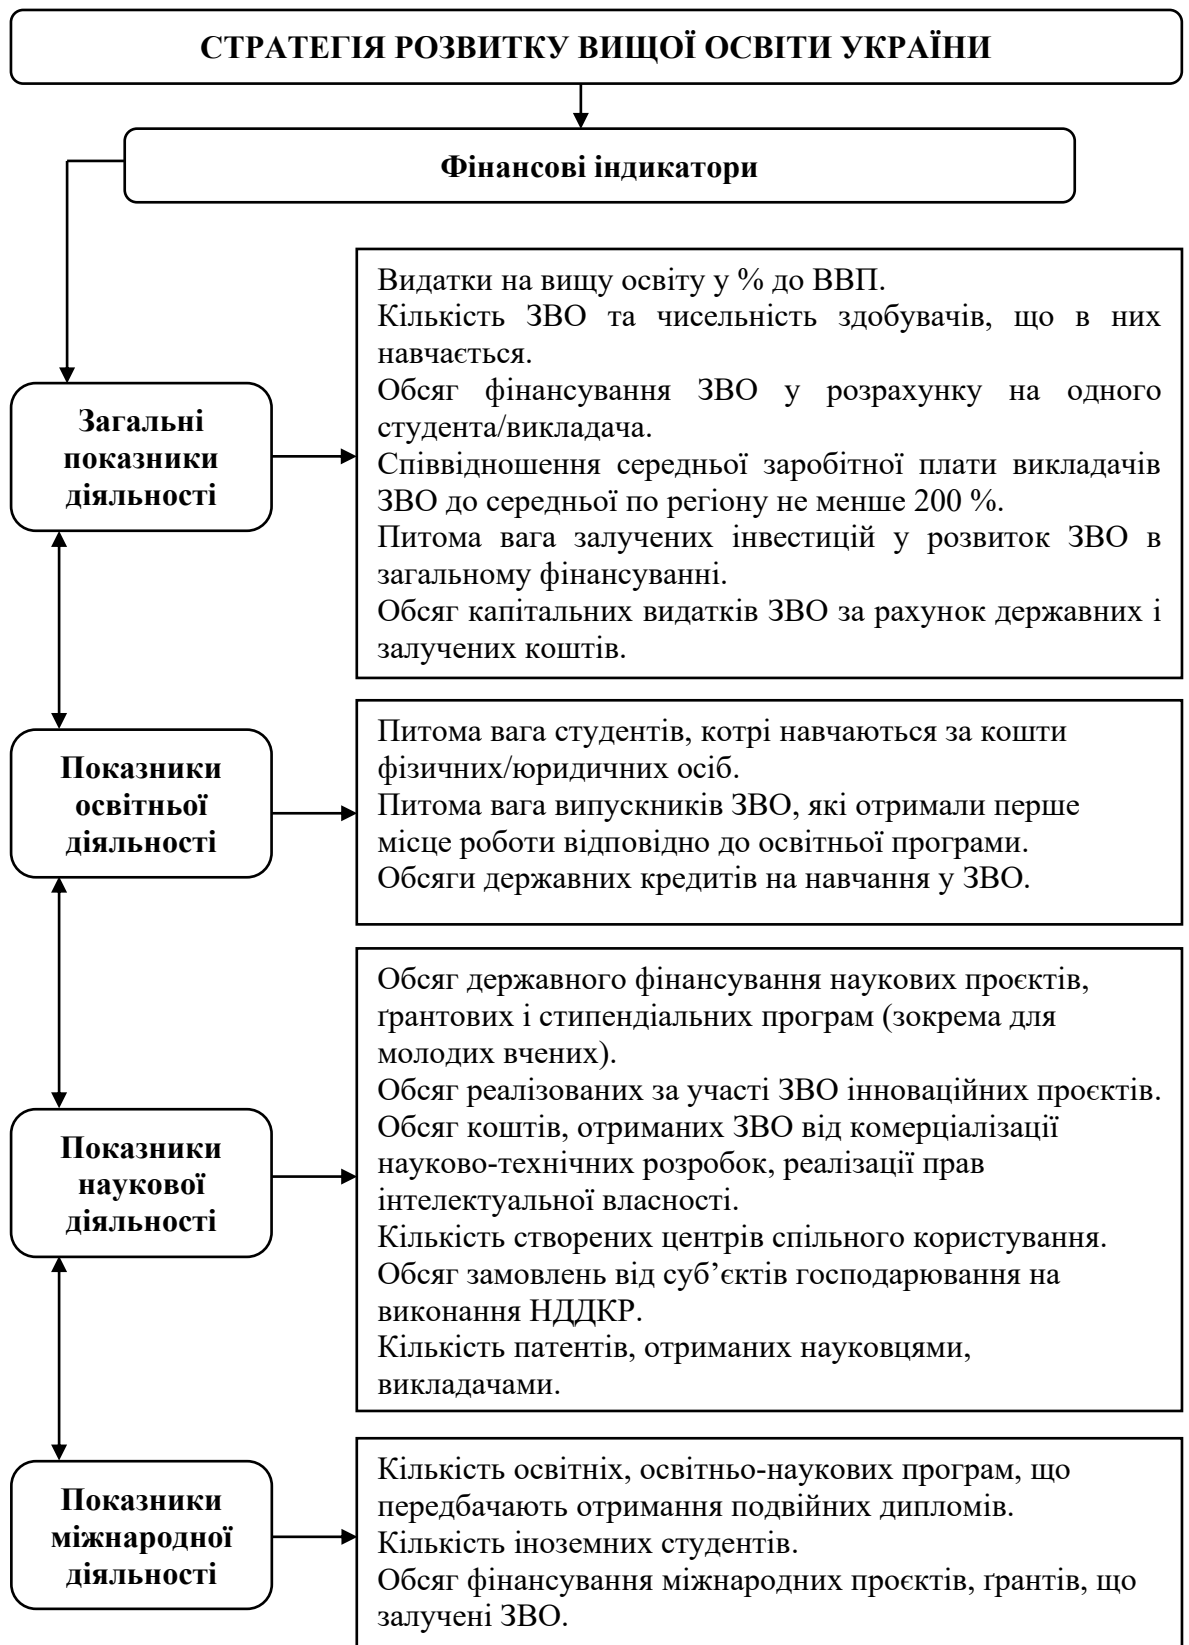 СТРАТЕГІЯ РОЗВИТКУ ВИЩОЇ ОСВІТИ УКРАЇНИ
Фінансові індикатори
Загальні
показники
діяльності
Видатки на вищу освіту у % до ВВП.
Кількість ЗВО та чисельність здобувачів, що в них
навчається.
Обсяг фінансування ЗВО у розрахунку на одного
студента/викладача.
Співвідношення середньої заробітної плати викладачів
ЗВО до середньої по регіону не менше 200 %.
Питома вага залучених інвестицій у розвиток ЗВО в
загальному фінансуванні.
Обсяг капітальних видатків ЗВО за рахунок державних і
залучених коштів.
Показники
освітньої
діяльності
Питома вага студентів, котрі навчаються за кошти
фізичних/юридичних осіб.
Питома вага випускників ЗВО, які отримали перше
місце роботи відповідно до освітньої програми.
Обсяги державних кредитів на навчання у ЗВО.
Показники
наукової
діяльності
Обсяг державного фінансування наукових проєктів,
ґрантових і стипендіальних програм (зокрема для
молодих вчених).
Обсяг реалізованих за участі ЗВО інноваційних проєктів.
Обсяг коштів, отриманих ЗВО від комерціалізації
науково-технічних розробок, реалізації прав
інтелектуальної власності.
Кількість створених центрів спільного користування.
Обсяг замовлень від суб’єктів господарювання на
виконання НДДКР.
Кількість патентів, отриманих науковцями,
викладачами.
Показники
міжнародної
діяльності
Кількість освітніх, освітньо-наукових програм, що
передбачають отримання подвійних дипломів.
Кількість іноземних студентів.
Обсяг фінансування міжнародних проєктів, ґрантів, що
залучені ЗВО.